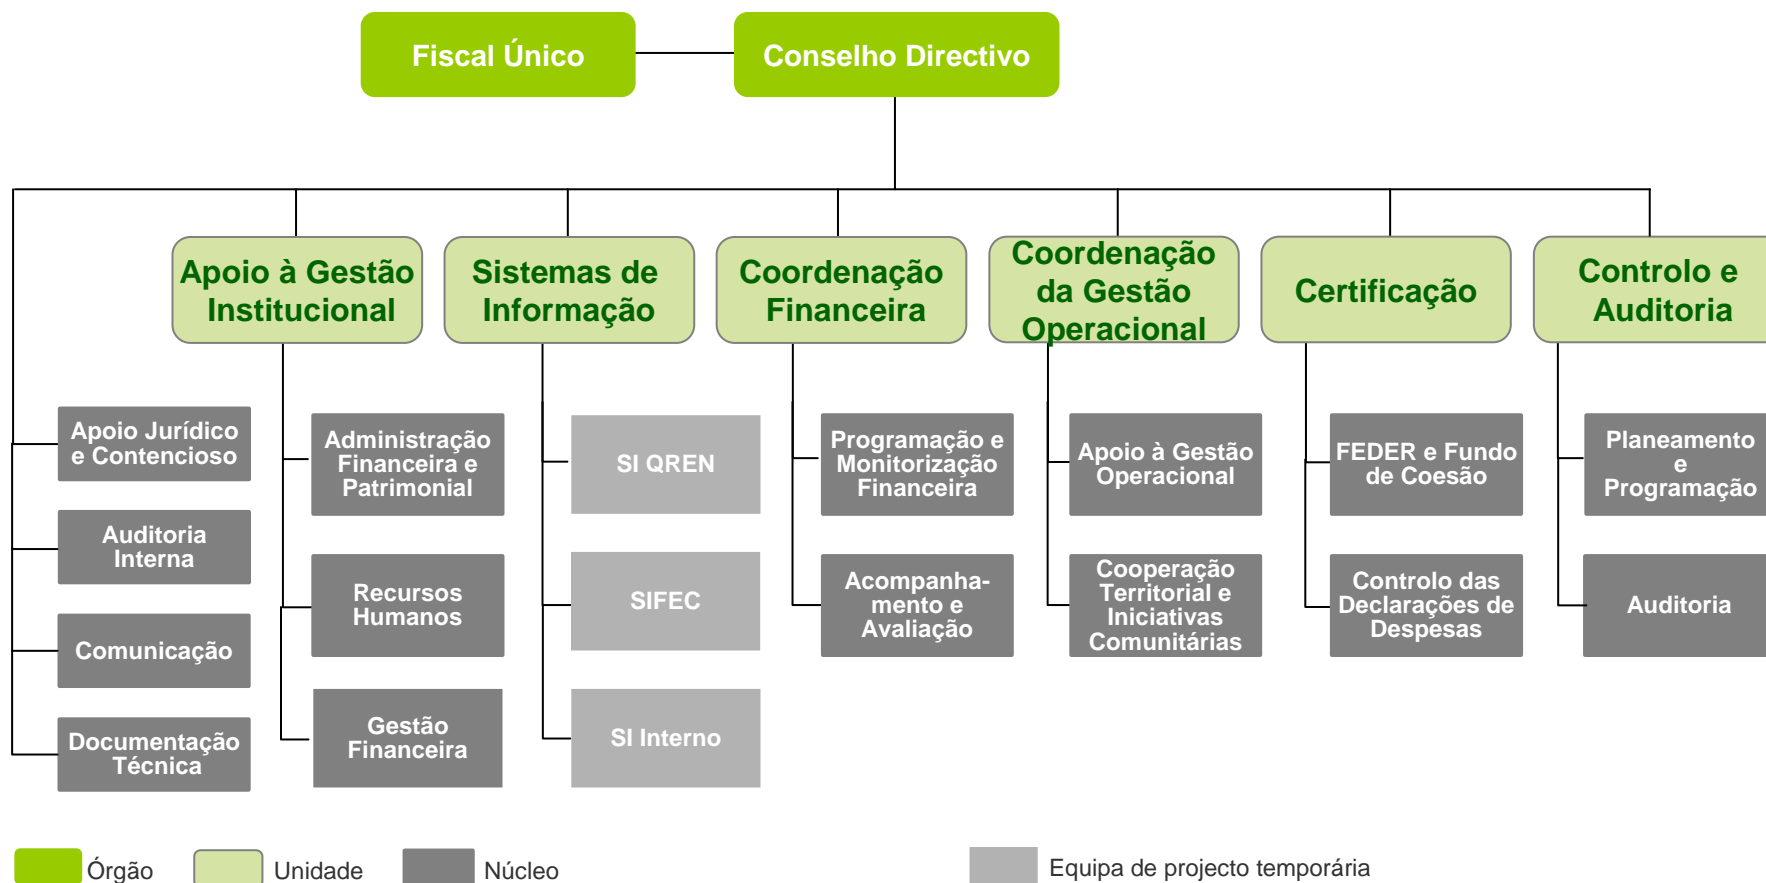 Fiscal Único
Conselho Directivo
Apoio à Gestão
Institucional
Sistemas de
Informação
Coordenação
Financeira
Coordenação
da Gestão
Operacional
Certificação
Controlo e
Auditoria
Apoio Jurídico
e Contencioso
Auditoria
Interna
Comunicação
Documentação
Técnica
Administração
Financeira e
Patrimonial
Recursos
Humanos
Gestão
Financeira
SI QREN
SIFEC
SI Interno
Programação e
Monitorização
Financeira
Acompanha-
mento e
Avaliação
Apoio à Gestão
Operacional
Cooperação
Territorial e
Iniciativas
Comunitárias
FEDER e Fundo
de Coesão
Controlo das
Declarações de
Despesas
Planeamento
e
Programação
Auditoria
Órgão
Unidade
Núcleo
Equipa de projecto temporária